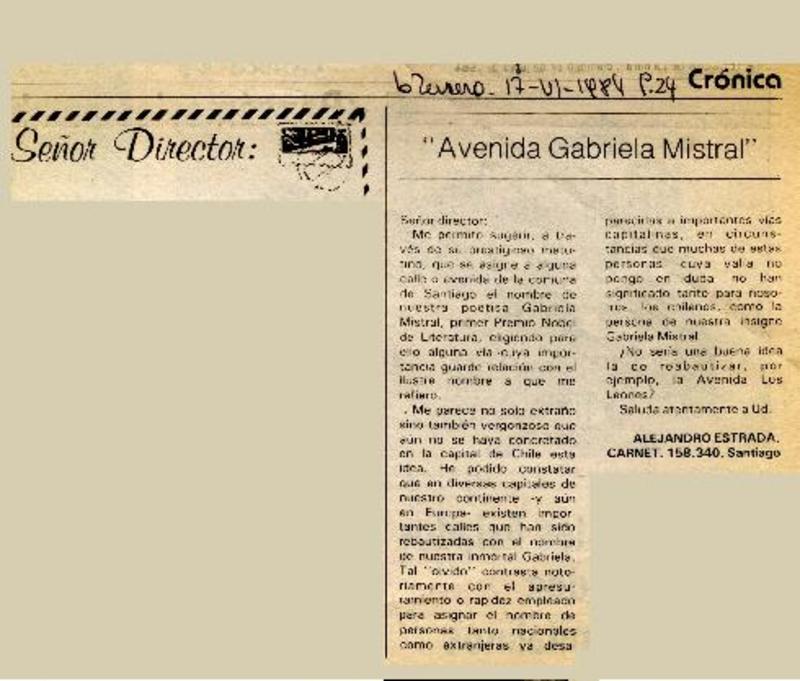 17-VI-1984 P.24 Crónica
Señor Director:
"Avenida Gabriela Mistral"
Señor director:
Me permito sugerir, a tra-
vés de su prestigioso matu-
tino, que se asigne a alguna
calle o avenida de la comuna
de Santiago el nombre de
nuestra poetisa Gabriela
Mistral, primer Premio Nobel
de Literatura, eligiendo para
ello alguna vía cuya impor-
tancia guarde relación con el
ilustre nombre a que me
refiero.
Me parece no solo extraño
sino también vergonzoso que
aún no se haya concretado
en la capital de Chile esta
idea. He podido constatar
que en diversas capitales de
nuestro continente -y aún
en Europa- existen impor-
tantes calles que han sido
rebautizadas con el nombre
de nuestra inmortal Gabriela.
Tal "olvido" contrasta noto-
riamente con el apresu-
ramiento o rapidez empleado
para asignar el nombre de
personas tanto nacionales
como extranjeras ya desa-
parecidas a importantes vías
capitalinas, en circuns-
tancias que muchas de estas
personas cuya valía no
pongo en duda no han
significado tanto para noso-
tros, los chilenos, como la
persona de nuestra insigne
Gabriela Mistral.
¿No sería una buena idea
la de rebautizar, por
ejemplo, la Avenida Los
Leones?
Saluda atentamente a Ud.
ALEJANDRO ESTRADA.
CARNET. 158.340. Santiago